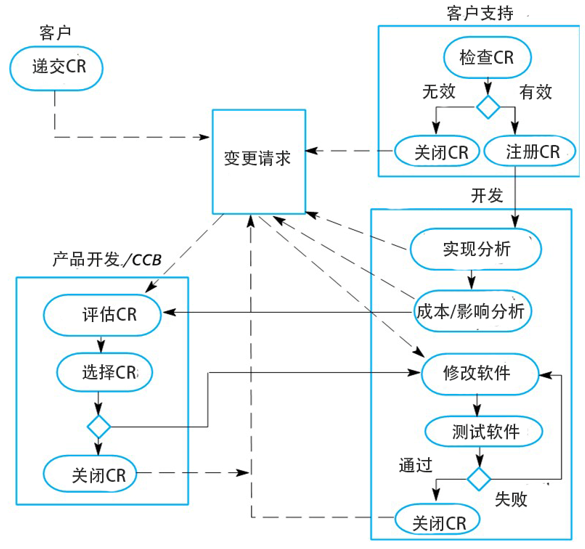 客户
递交CR
变更请求
客户支持
检查CR
无效
有效
关闭CR
注册CR
开发
实现分析
成本/影响分析
修改软件
测试软件
通过
失败
关闭CR
产品开发/CCB
评估CR
选择CR
关闭CR